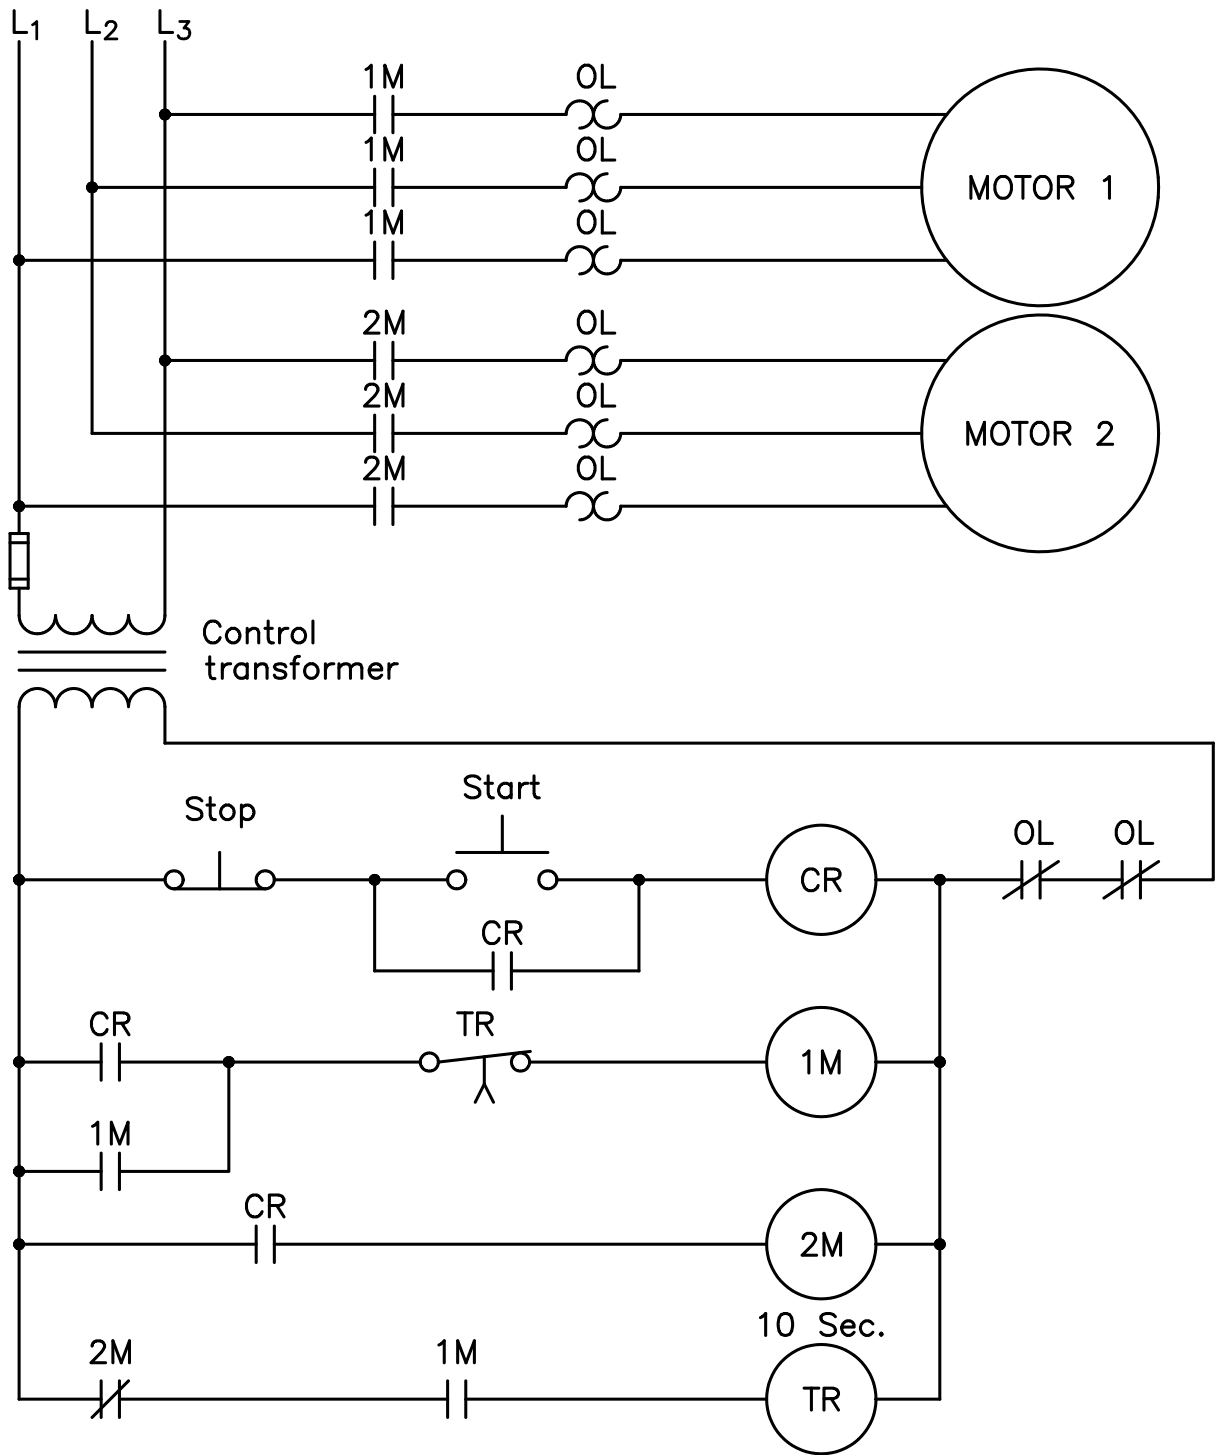 L1 L2 L3
1M OL
1M OL
MOTOR 1
1M OL
2M OL
2M OL
MOTOR 2
2M OL
Control
transformer
Start
Stop
OL OL
CR
CR
CR TR
1M
1M
CR
2M
10 Sec.
2M 1M
TR